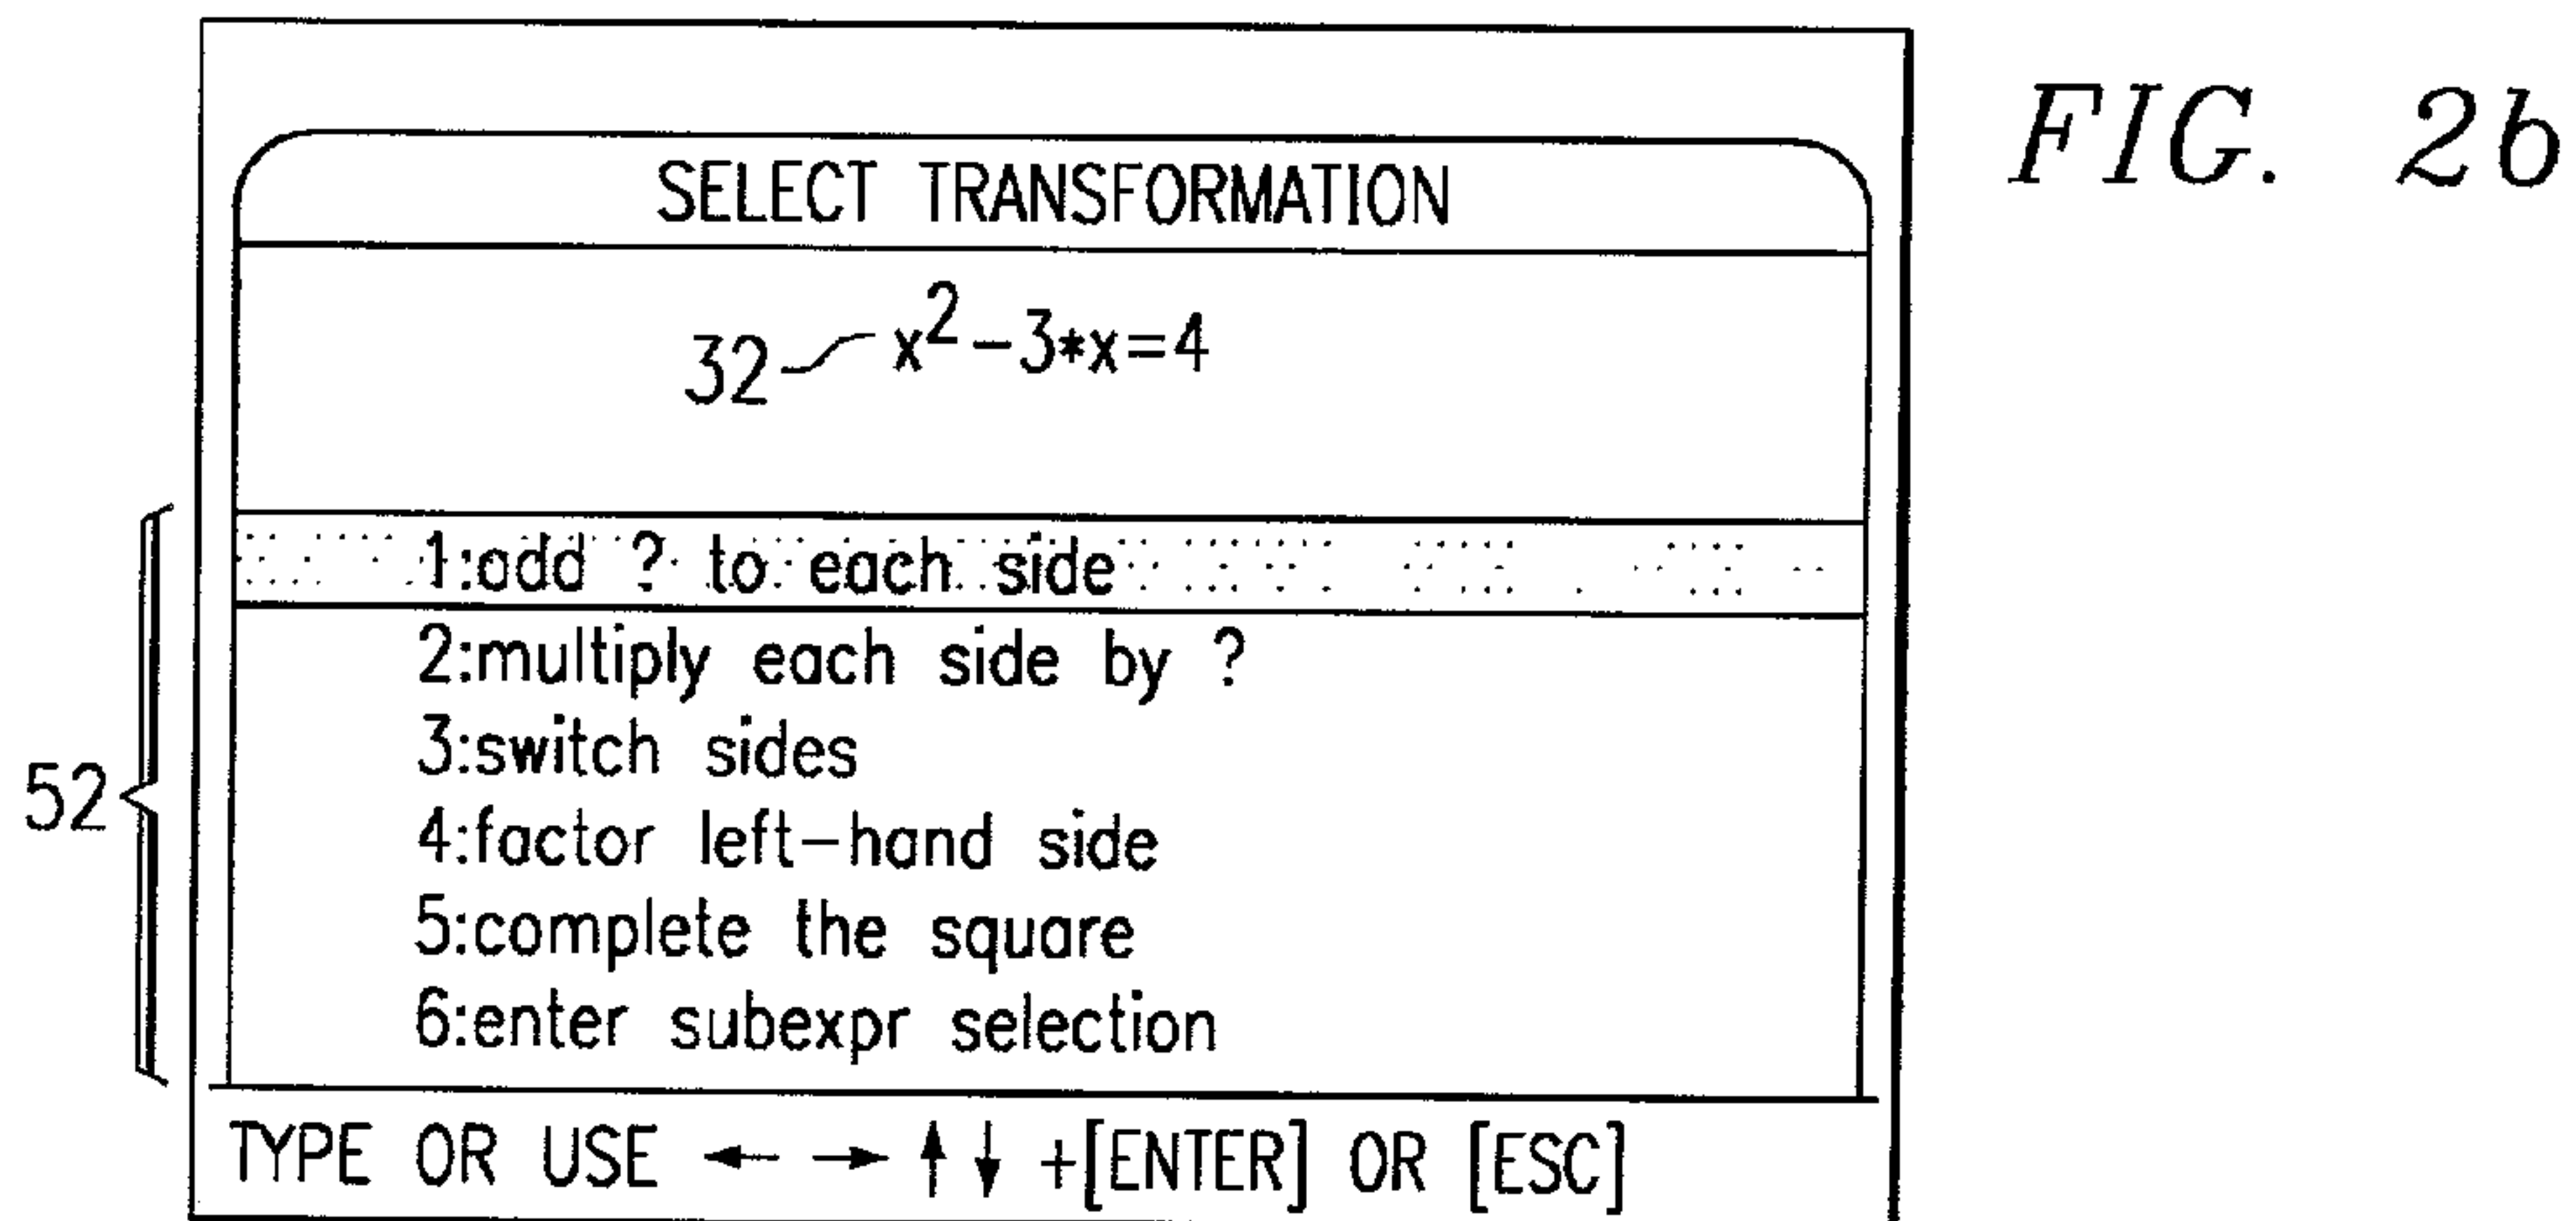 FIG. 2b
SELECT TRANSFORMATION
32 x²-3*x=4
1:add ? to each side
2:multiply each side by ?
3:switch sides
52
4:factor left-hand side
5:complete the square
6:enter subexpr selection
TYPE OR USE ← → ↑ ↓ +[ENTER] OR [ESC]